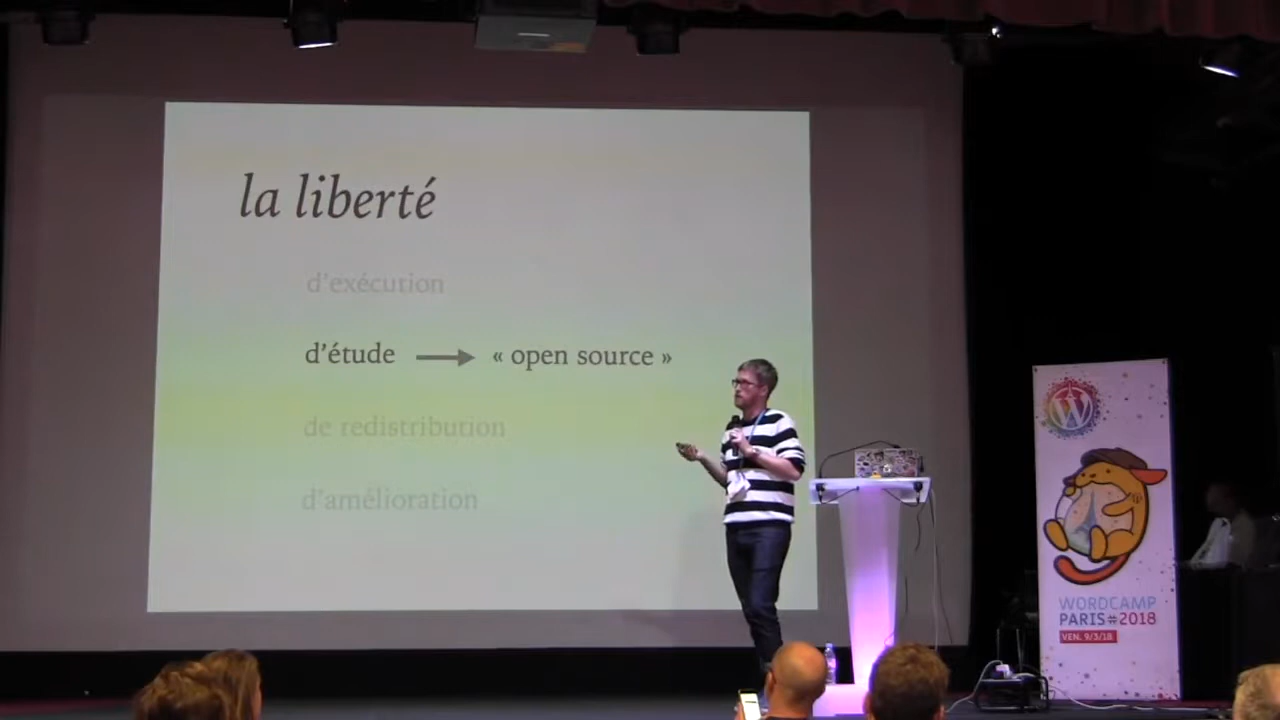 la liberté
d'exécution
d'étude → « open source »
de redistribution
d'amélioration
WORDCAMP
PARIS#2018
VEN. 9/3/18